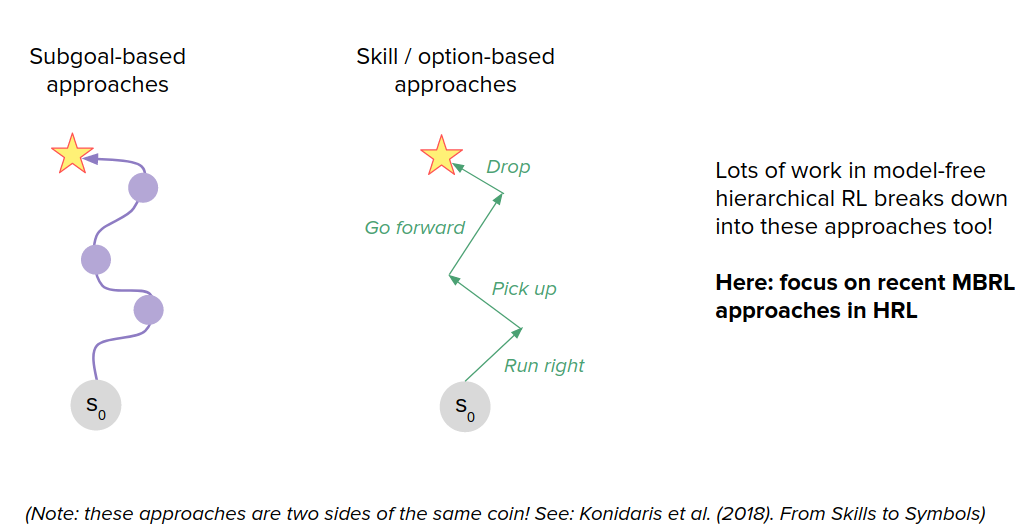 Subgoal-based
approaches
Skill / option-based
approaches
Drop
Go forward
Pick up
Run right
s0
s0
Lots of work in model-free
hierarchical RL breaks down
into these approaches too!
Here: focus on recent MBRL
approaches in HRL
(Note: these approaches are two sides of the same coin! See: Konidaris et al. (2018). From Skills to Symbols)